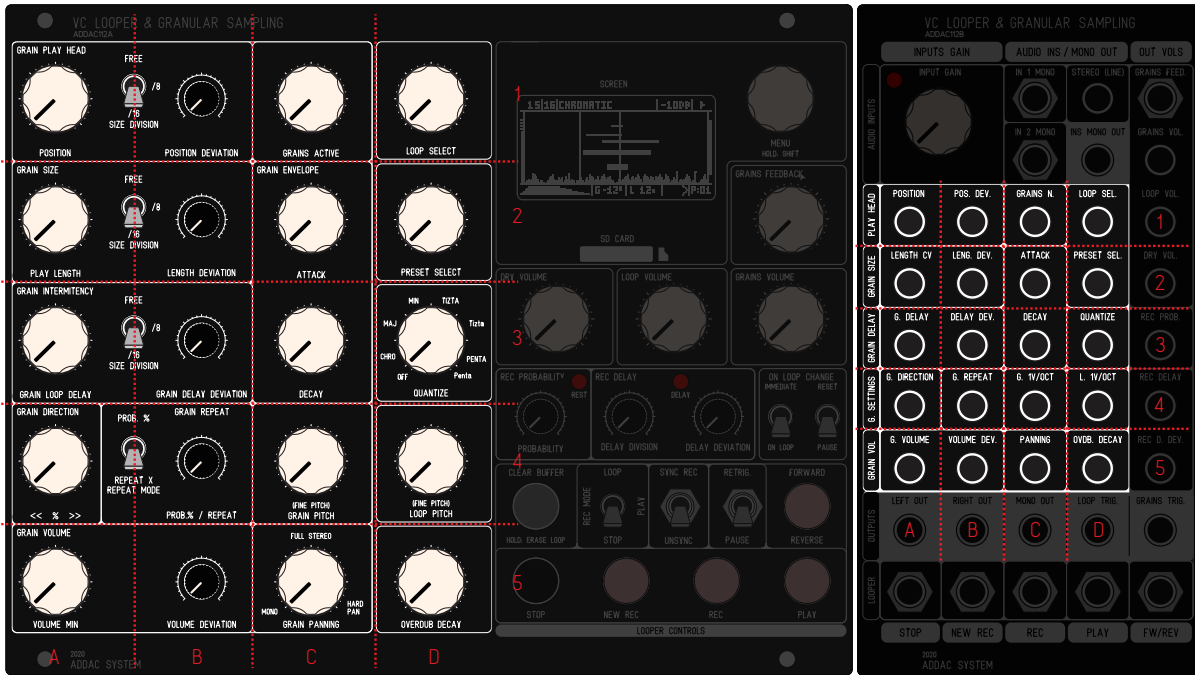 VC LOOPER & GRANULAR SAMPLING
ADDAC112A
GRAIN PLAY HEAD
FREE
/8
/16
SIZE DIVISION
POSITION
POSITION DEVIATION
GRAINS ACTIVE
LOOP SELECT
GRAIN SIZE
FREE
/8
/16
SIZE DIVISION
PLAY LENGTH
LENGTH DEVIATION
GRAIN ENVELOPE
ATTACK
PRESET SELECT
GRAIN INTERMITENCY
FREE
/8
/16
SIZE DIVISION
GRAIN LOOP DELAY
GRAIN DELAY DEVIATION
DECAY
MIN
TIZTA
MAJ
Tizta
CHRO
PENTA
OFF
Penta
QUANTIZE
GRAIN DIRECTION
<< % >>
PROB. %
GRAIN REPEAT
REPEAT X
REPEAT MODE
PROB.% / REPEAT
(FINE PITCH)
GRAIN PITCH
(FINE PITCH)
LOOP PITCH
GRAIN VOLUME
VOLUME MIN
VOLUME DEVIATION
FULL STEREO
MONO
HARD
PAN
GRAIN PANNING
OVERDUB DECAY
A
B
C
D
2020
ADDAC SYSTEM
1
2
3
4
5
SCREEN
15|16|CHROMATIC
MENU
HOLD. SHIFT
SD CARD
GRAINS FEEDBACK
DRY VOLUME
LOOP VOLUME
GRAINS VOLUME
REC PROBABILITY
REST
PROBABILITY
REC DELAY
DELAY
DELAY DIVISION
DELAY DEVIATION
ON LOOP CHANGE
IMMEDIATE
RESET
ON LOOP
PAUSE
CLEAR BUFFER
HOLD. ERASE LOOP
LOOP
REC MODE
PLAY
STOP
SYNC REC
UNSYNC
RETRIG.
PAUSE
FORWARD
REVERSE
STOP
NEW REC
REC
PLAY
LOOPER CONTROLS
VC LOOPER & GRANULAR SAMPLING
ADDAC112B
INPUTS GAIN
AUDIO INS / MONO OUT
OUT VOLS
AUDIO INPUTS
INPUT GAIN
IN 1 MONO
STEREO (LINE)
GRAINS FEED.
IN 2 MONO
INS MONO OUT
GRAINS VOL.
PLAY HEAD
POSITION
POS. DEV.
GRAINS N.
LOOP SEL.
LOOP VOL.
1
GRAIN SIZE
LENGTH CV
LENG. DEV.
ATTACK
PRESET SEL.
DRY VOL.
2
GRAIN DELAY
G. DELAY
DELAY DEV.
DECAY
QUANTIZE
REC PROB.
3
G. SETTINGS
G. DIRECTION
G. REPEAT
G. 1V/OCT
L. 1V/OCT
REC DELAY
4
GRAIN VOL
G. VOLUME
VOLUME DEV.
PANNING
OVDB. DECAY
REC D. DEV.
5
OUTPUTS
LEFT OUT
RIGHT OUT
MONO OUT
LOOP TRIG.
GRAINS TRIG.
A
B
C
D
LOOPER
STOP
NEW REC
REC
PLAY
FW/REV
2020
ADDAC SYSTEM